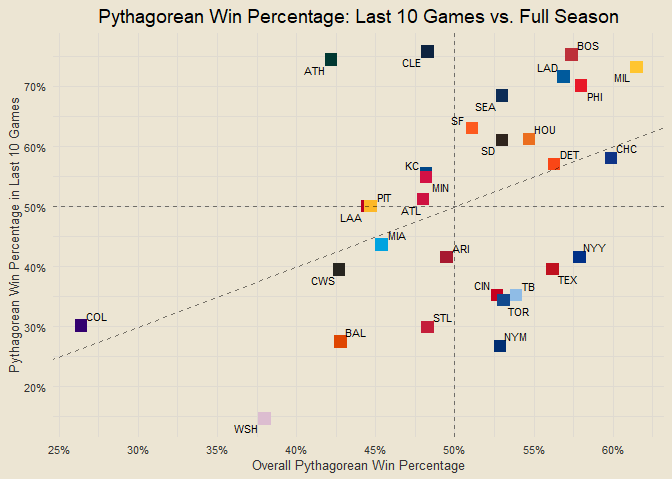 Pythagorean Win Percentage: Last 10 Games vs. Full Season
Pythagorean Win Percentage in Last 10 Games
70%
60%
50%
40%
30%
20%
BOS
CLE
ATH
LAD
MIL
PHI
SEA
SF
HOU
SD
DET
CHC
KC
MIN
PIT
LAA
ATL
MIA
ARI
NYY
CWS
TEX
CIN
TB
TOR
COL
STL
BAL
NYM
WSH
25%
30%
35%
40%
45%
50%
55%
60%
Overall Pythagorean Win Percentage